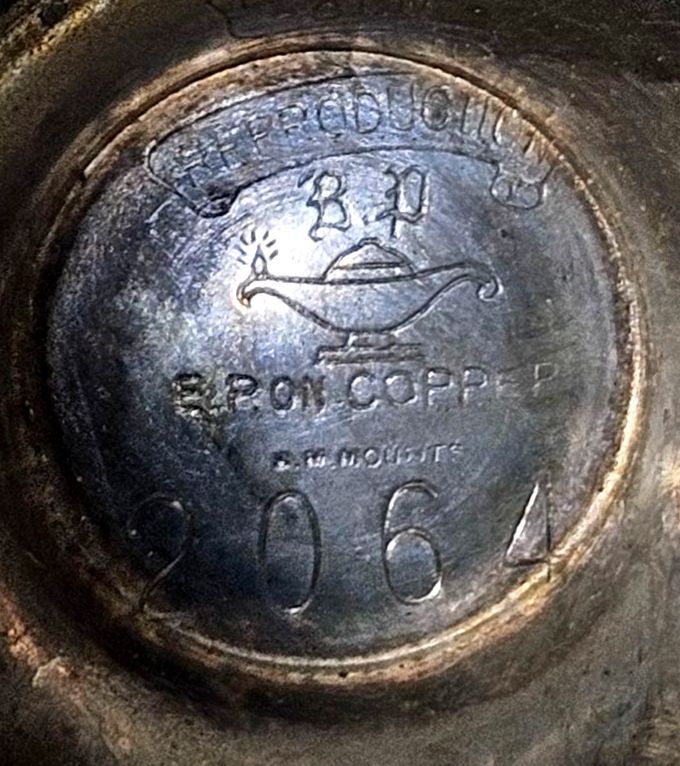 REPRODUCTION
B.P
E.P. ON COPPER
W.M. MOUNTS
2064